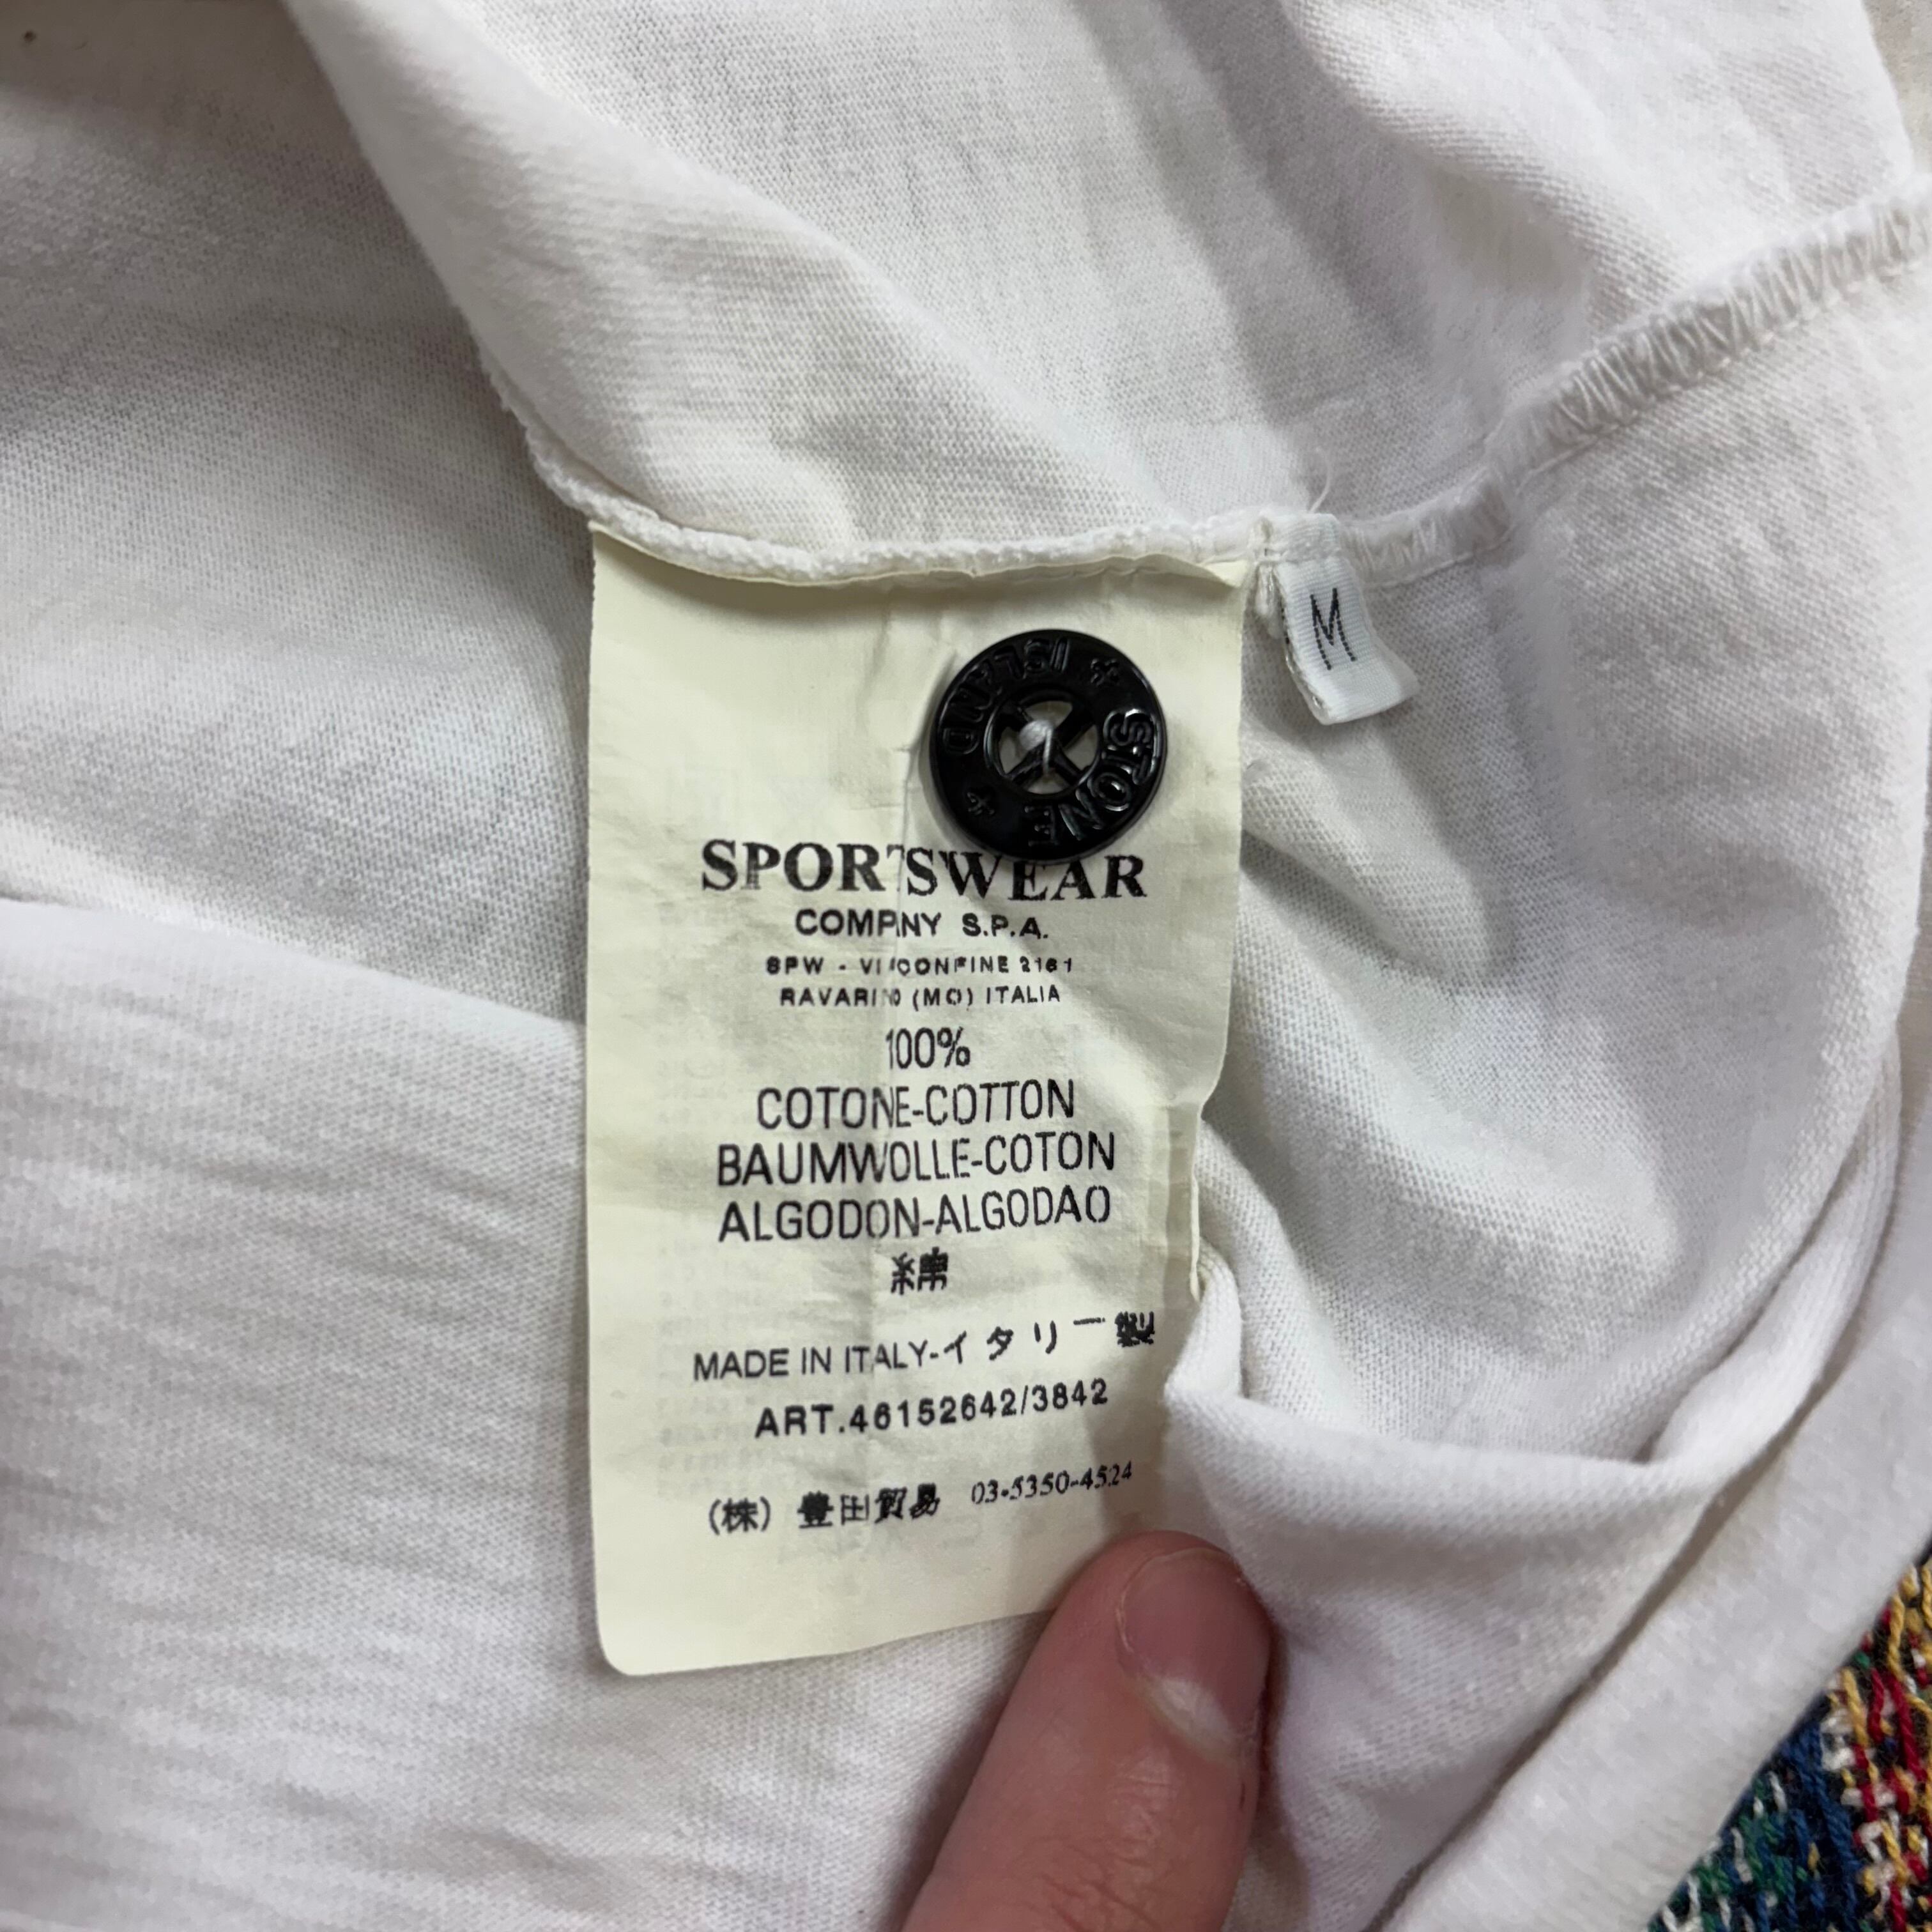 STONE ISLAND
M
SPORTSWEAR
COMPANY S.P.A.
SPW - VI CONFINE 2161
RAVARINO (MO) ITALIA
100%
COTONE-COTTON
BAUMWOLLE-COTON
ALGODON-ALGODAO
綿
MADE IN ITALY-イタリー製
ART.46152642/3842
(株) 豊田貿易 03-5350-4524